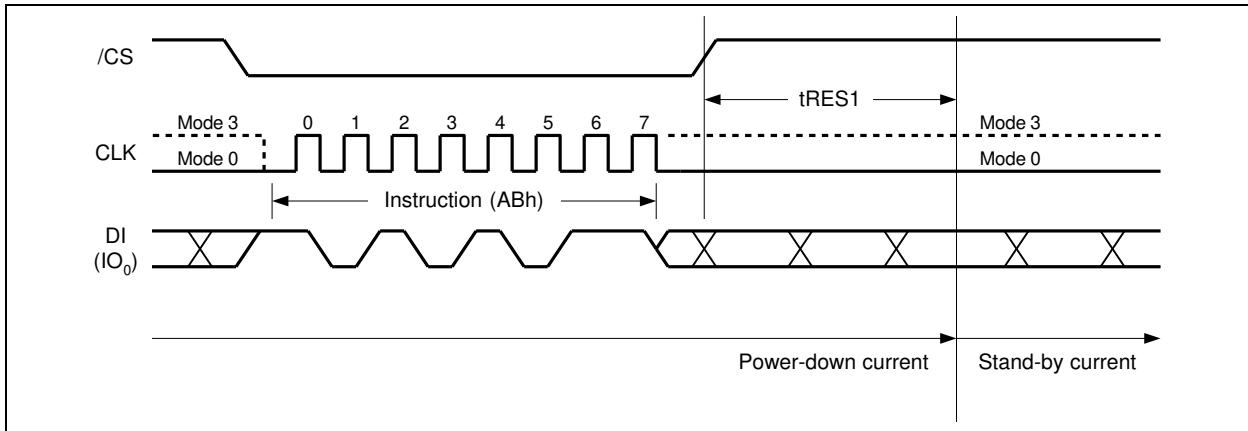 /CS
tRES1
Mode 3 0 1 2 3 4 5 6 7 Mode 3
CLK
Mode 0 Mode 0
Instruction (ABh)
DI
(IO₀)
Power-down current Stand-by current